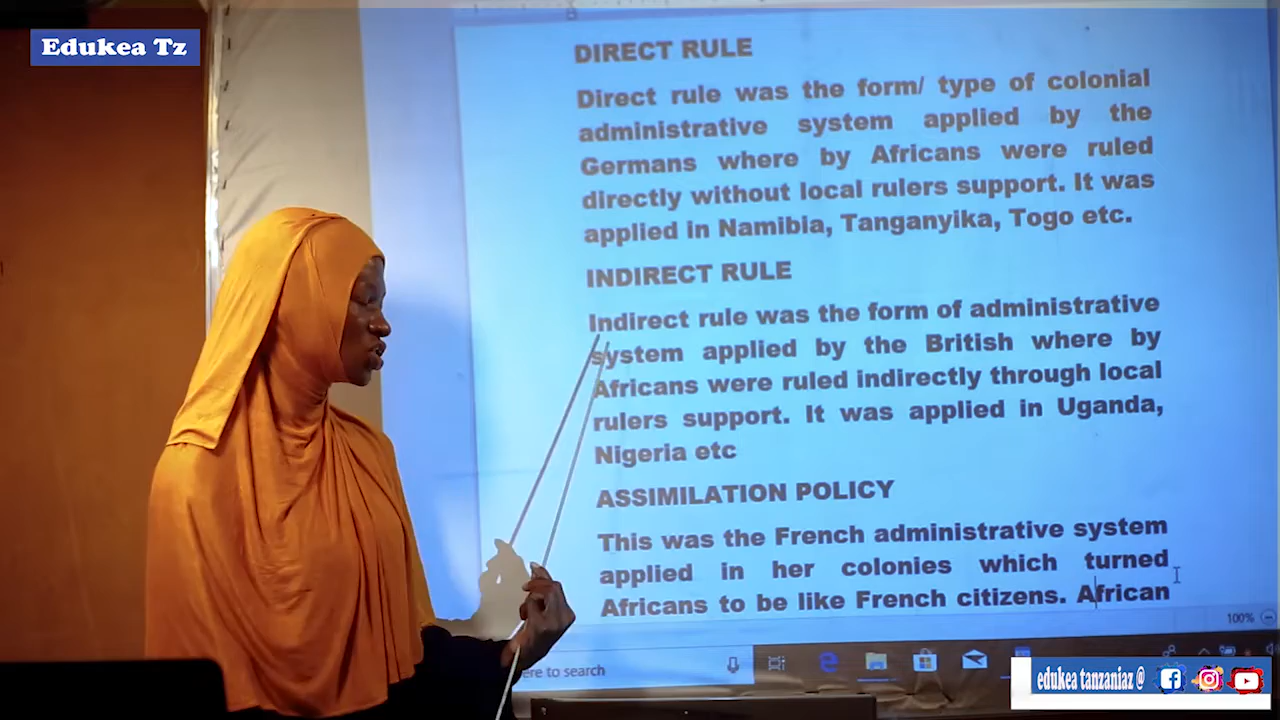 Edukea Tz
DIRECT RULE
Direct rule was the form/ type of colonial
administrative system applied by the
Germans where by Africans were ruled
directly without local rulers support. It was
applied in Namibia, Tanganyika, Togo etc.
INDIRECT RULE
Indirect rule was the form of administrative
system applied by the British where by
Africans were ruled indirectly through local
rulers support. It was applied in Uganda,
Nigeria etc
ASSIMILATION POLICY
This was the French administrative system
applied in her colonies which turned
Africans to be like French citizens. African
100%
ere to search
edukea tanzaniaz @